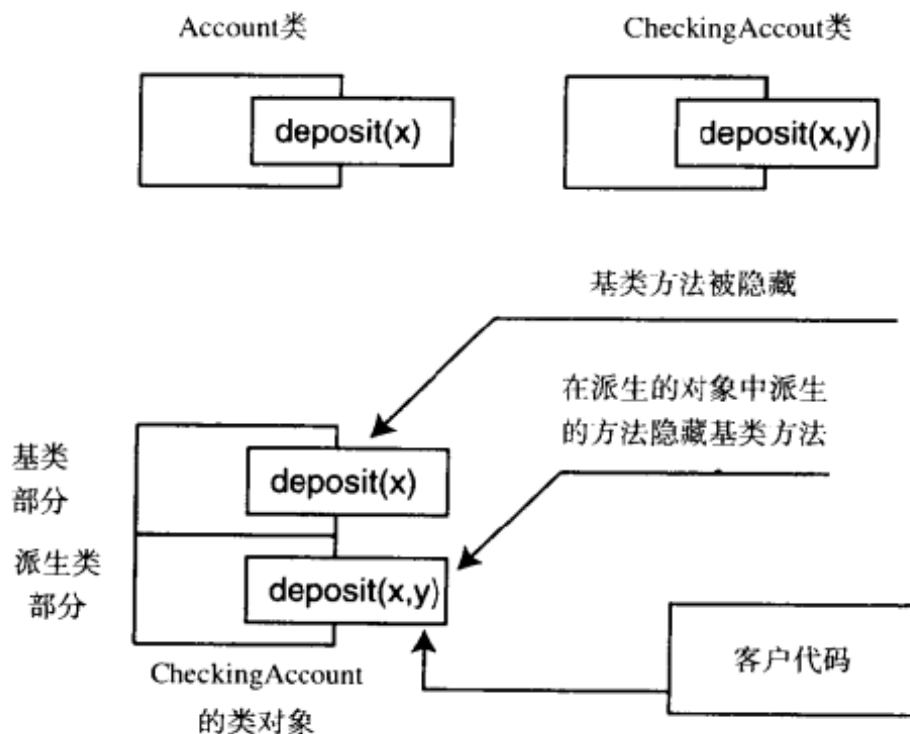 Account类
CheckingAccout类
deposit(x)
deposit(x,y)
基类方法被隐藏
在派生的对象中派生
的方法隐藏基类方法
基类
部分
deposit(x)
派生类
部分
deposit(x,y)
客户代码
CheckingAccount
的类对象